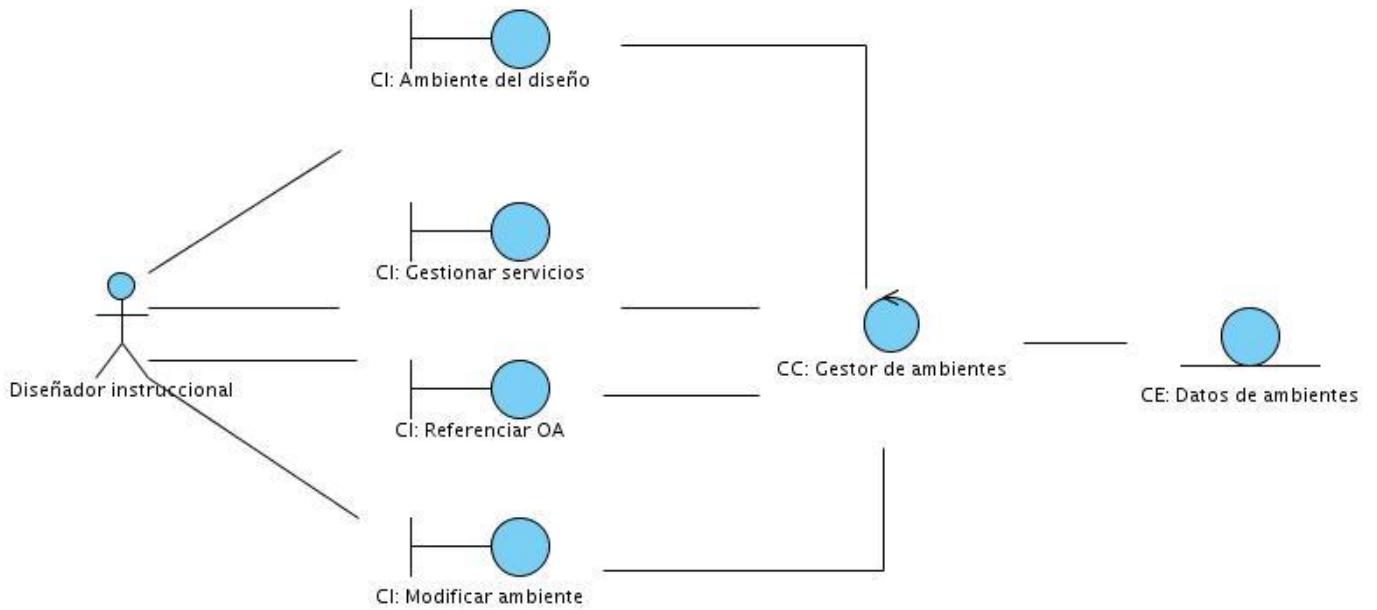 CI: Ambiente del diseño
CI: Gestionar servicios
CC: Gestor de ambientes
Diseñador instruccional
CE: Datos de ambientes
CI: Referenciar OA
CI: Modificar ambiente